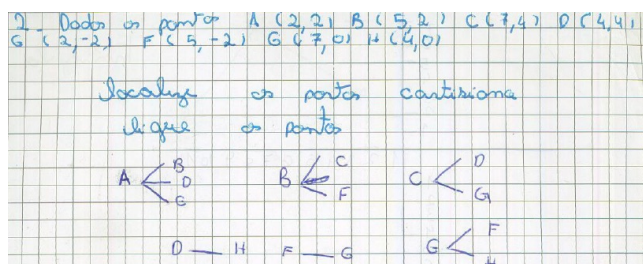 2. Dados os pontos A (2,2) B (5,2) C (7,4) D (4,4)
G (2,-2) F (5,-2) G (7,0) H (4,0)
localize os pontos cartisiona
ligue os pontos
B C D
A D B C
G F G
F
D — H F — G G
H